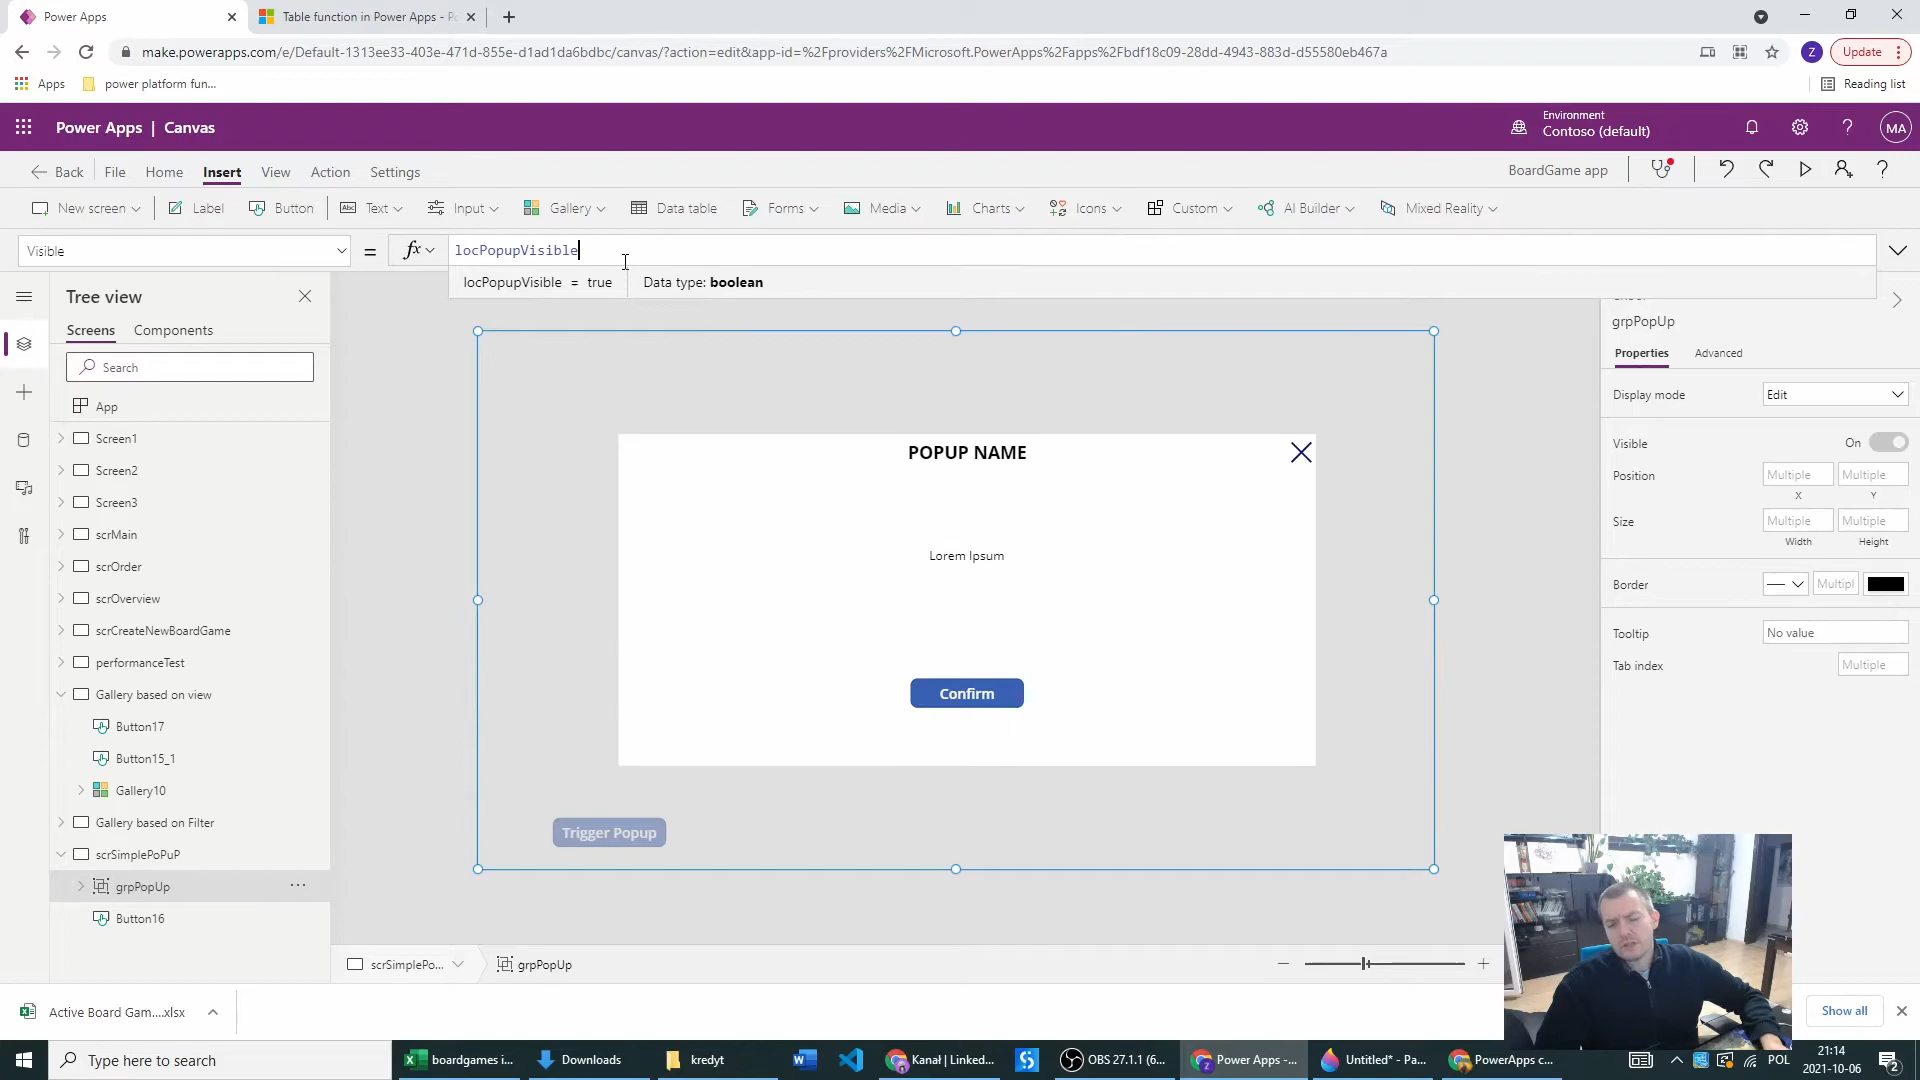 Power Apps
Table function in Power Apps - P
make.powerapps.com/e/Default-1313ee33-403e-471d-855e-d1ad1da6bdbc/canvas/?action=edit&app-id=%2Fproviders%2FMicrosoft.PowerApps%2Fapps%2Fbdf18c09-28dd-4943-883d-d55580eb467a
Z
Update
Apps
power platform fun...
Reading list
Power Apps | Canvas
Environment
Contoso (default)
MA
Back
File
Home
Insert
View
Action
Settings
BoardGame app
New screen
Label
Button
Text
Input
Gallery
Data table
Forms
Media
Charts
Icons
Custom
AI Builder
Mixed Reality
Visible
=
fx
locPopupVisible
locPopupVisible = true
Data type: boolean
Tree view
Screens
Components
Search
App
Screen1
Screen2
Screen3
scrMain
scrOrder
scrOverview
scrCreateNewBoardGame
performanceTest
Gallery based on view
Button17
Button15_1
Gallery10
Gallery based on Filter
scrSimplePoPuP
grpPopUp
Button16
POPUP NAME
Lorem Ipsum
Confirm
Trigger Popup
grpPopUp
Properties
Advanced
Display mode
Edit
Visible
On
Position
Multiple
Multiple
X
Y
Size
Multiple
Multiple
Width
Height
Border
Multipl
Tooltip
No value
Tab index
Multiple
scrSimplePo...
grpPopUp
Active Board Gam....xlsx
Show all
Type here to search
boardgames i...
Downloads
kredyt
Kanał | Linked...
OBS 27.1.1 (6...
Power Apps -...
Untitled* - Pa...
PowerApps c...
POL
21:14
2021-10-06
2